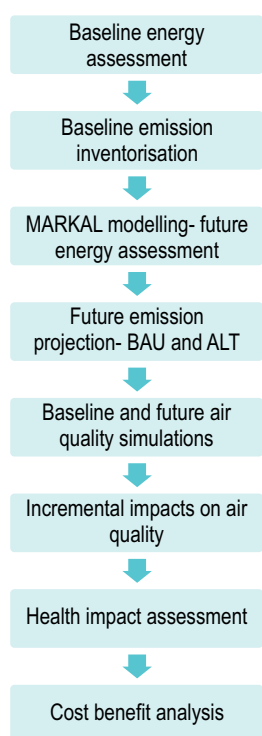 Baseline energy
assessment
Baseline emission
inventorisation
MARKAL modelling- future
energy assessment
Future emission
projection- BAU and ALT
Baseline and future air
quality simulations
Incremental impacts on air
quality
Health impact assessment
Cost benefit analysis